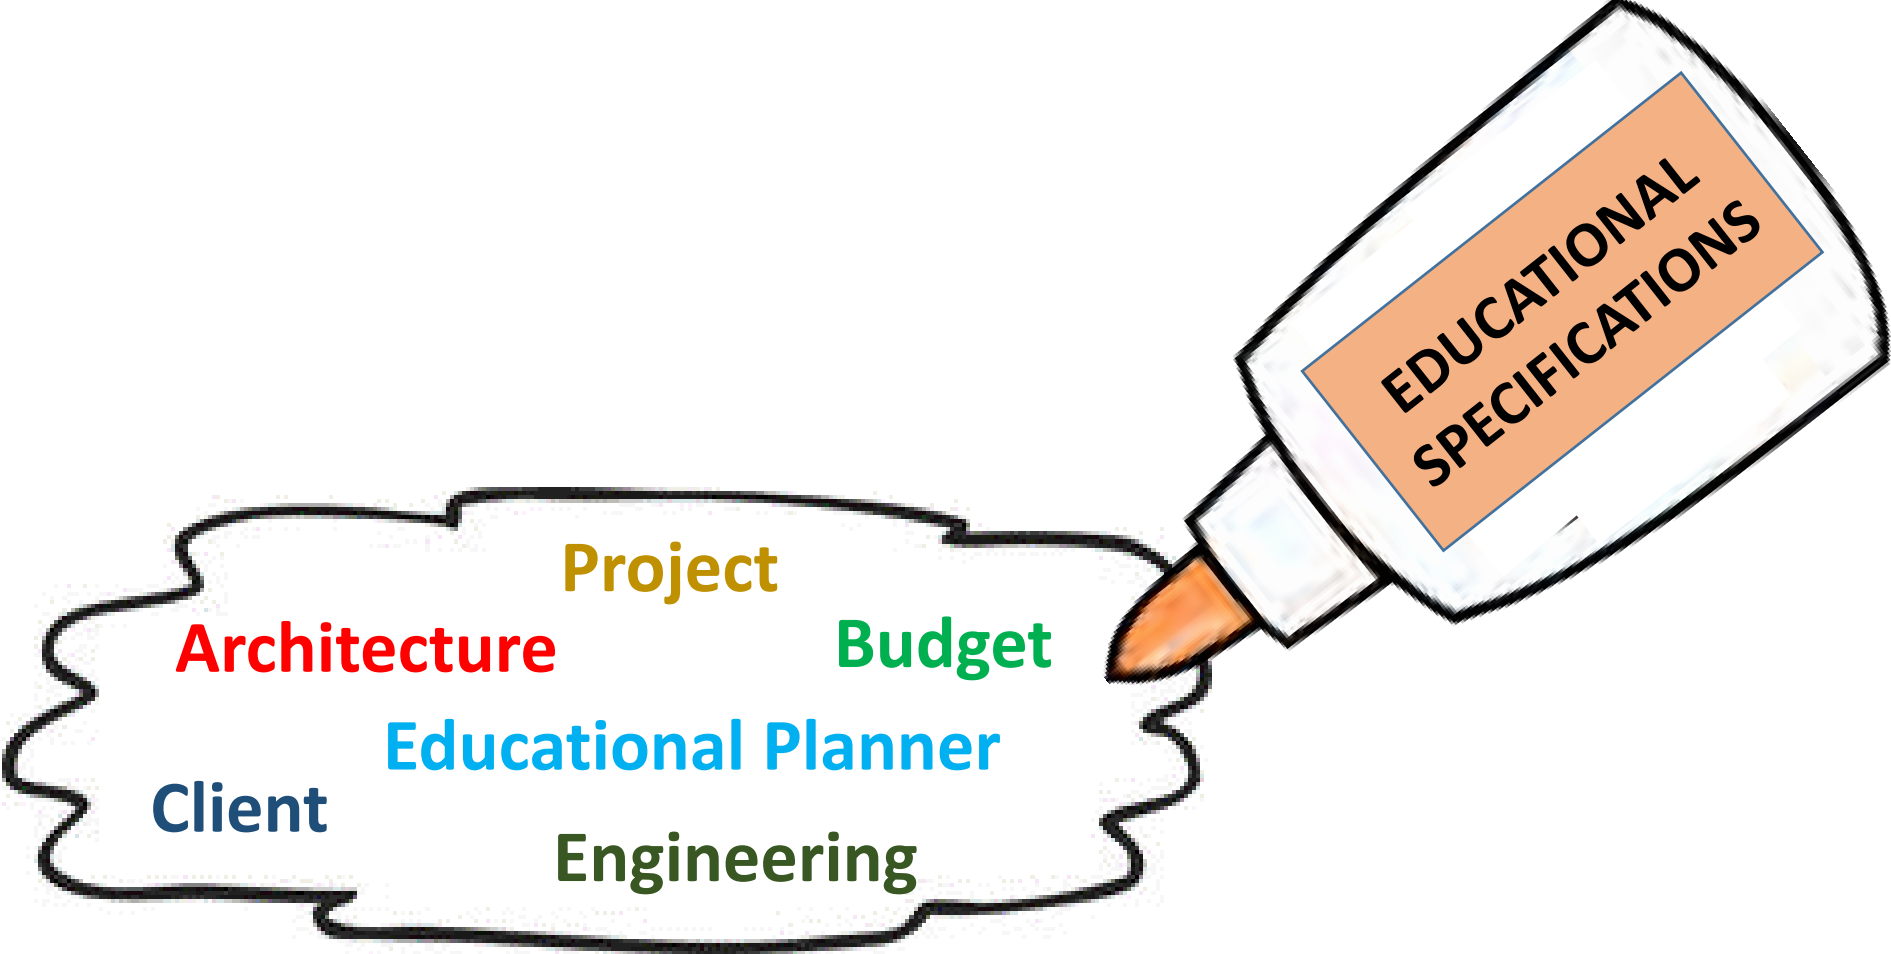 EDUCATIONAL
SPECIFICATIONS
Project
Architecture
Budget
Educational Planner
Client
Engineering